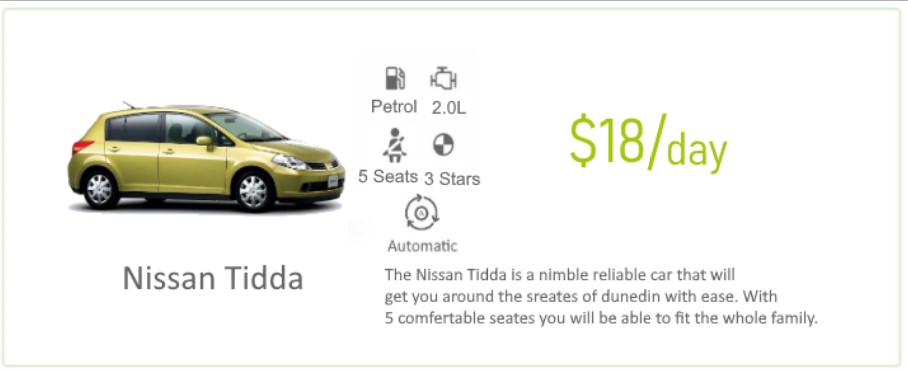 Petrol 2.0L
5 Seats 3 Stars
Automatic
$18/day
Nissan Tidda
The Nissan Tidda is a nimble reliable car that will
get you around the sreates of dunedin with ease. With
5 comfertable seates you will be able to fit the whole family.